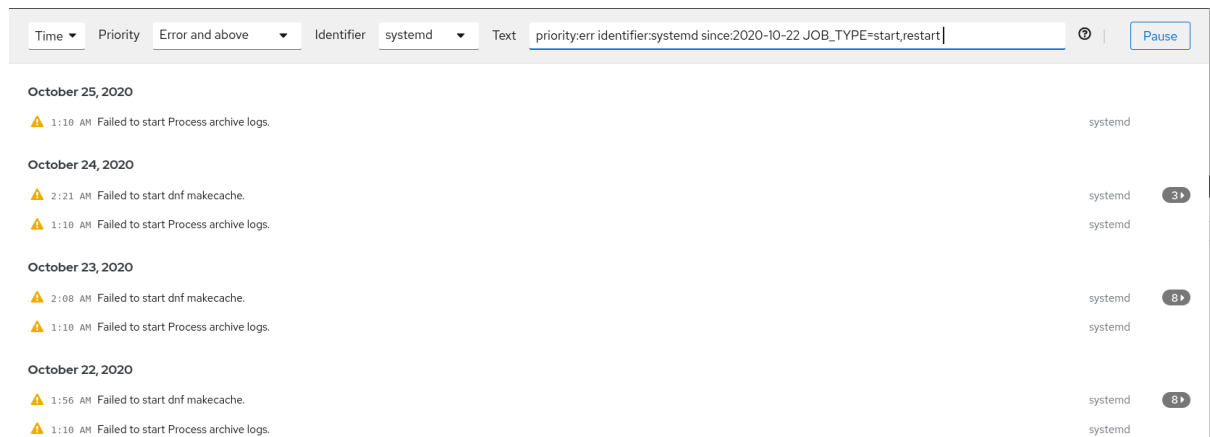 Time Priority Error and above Identifier systemd Text priority:err identifier:systemd since:2020-10-22 JOB_TYPE=start,restart Pause
October 25, 2020
1:10 AM Failed to start Process archive logs. systemd
October 24, 2020
2:21 AM Failed to start dnf makecache. systemd 3
1:10 AM Failed to start Process archive logs. systemd
October 23, 2020
2:08 AM Failed to start dnf makecache. systemd 8
1:10 AM Failed to start Process archive logs. systemd
October 22, 2020
1:56 AM Failed to start dnf makecache. systemd 8
1:10 AM Failed to start Process archive logs. systemd